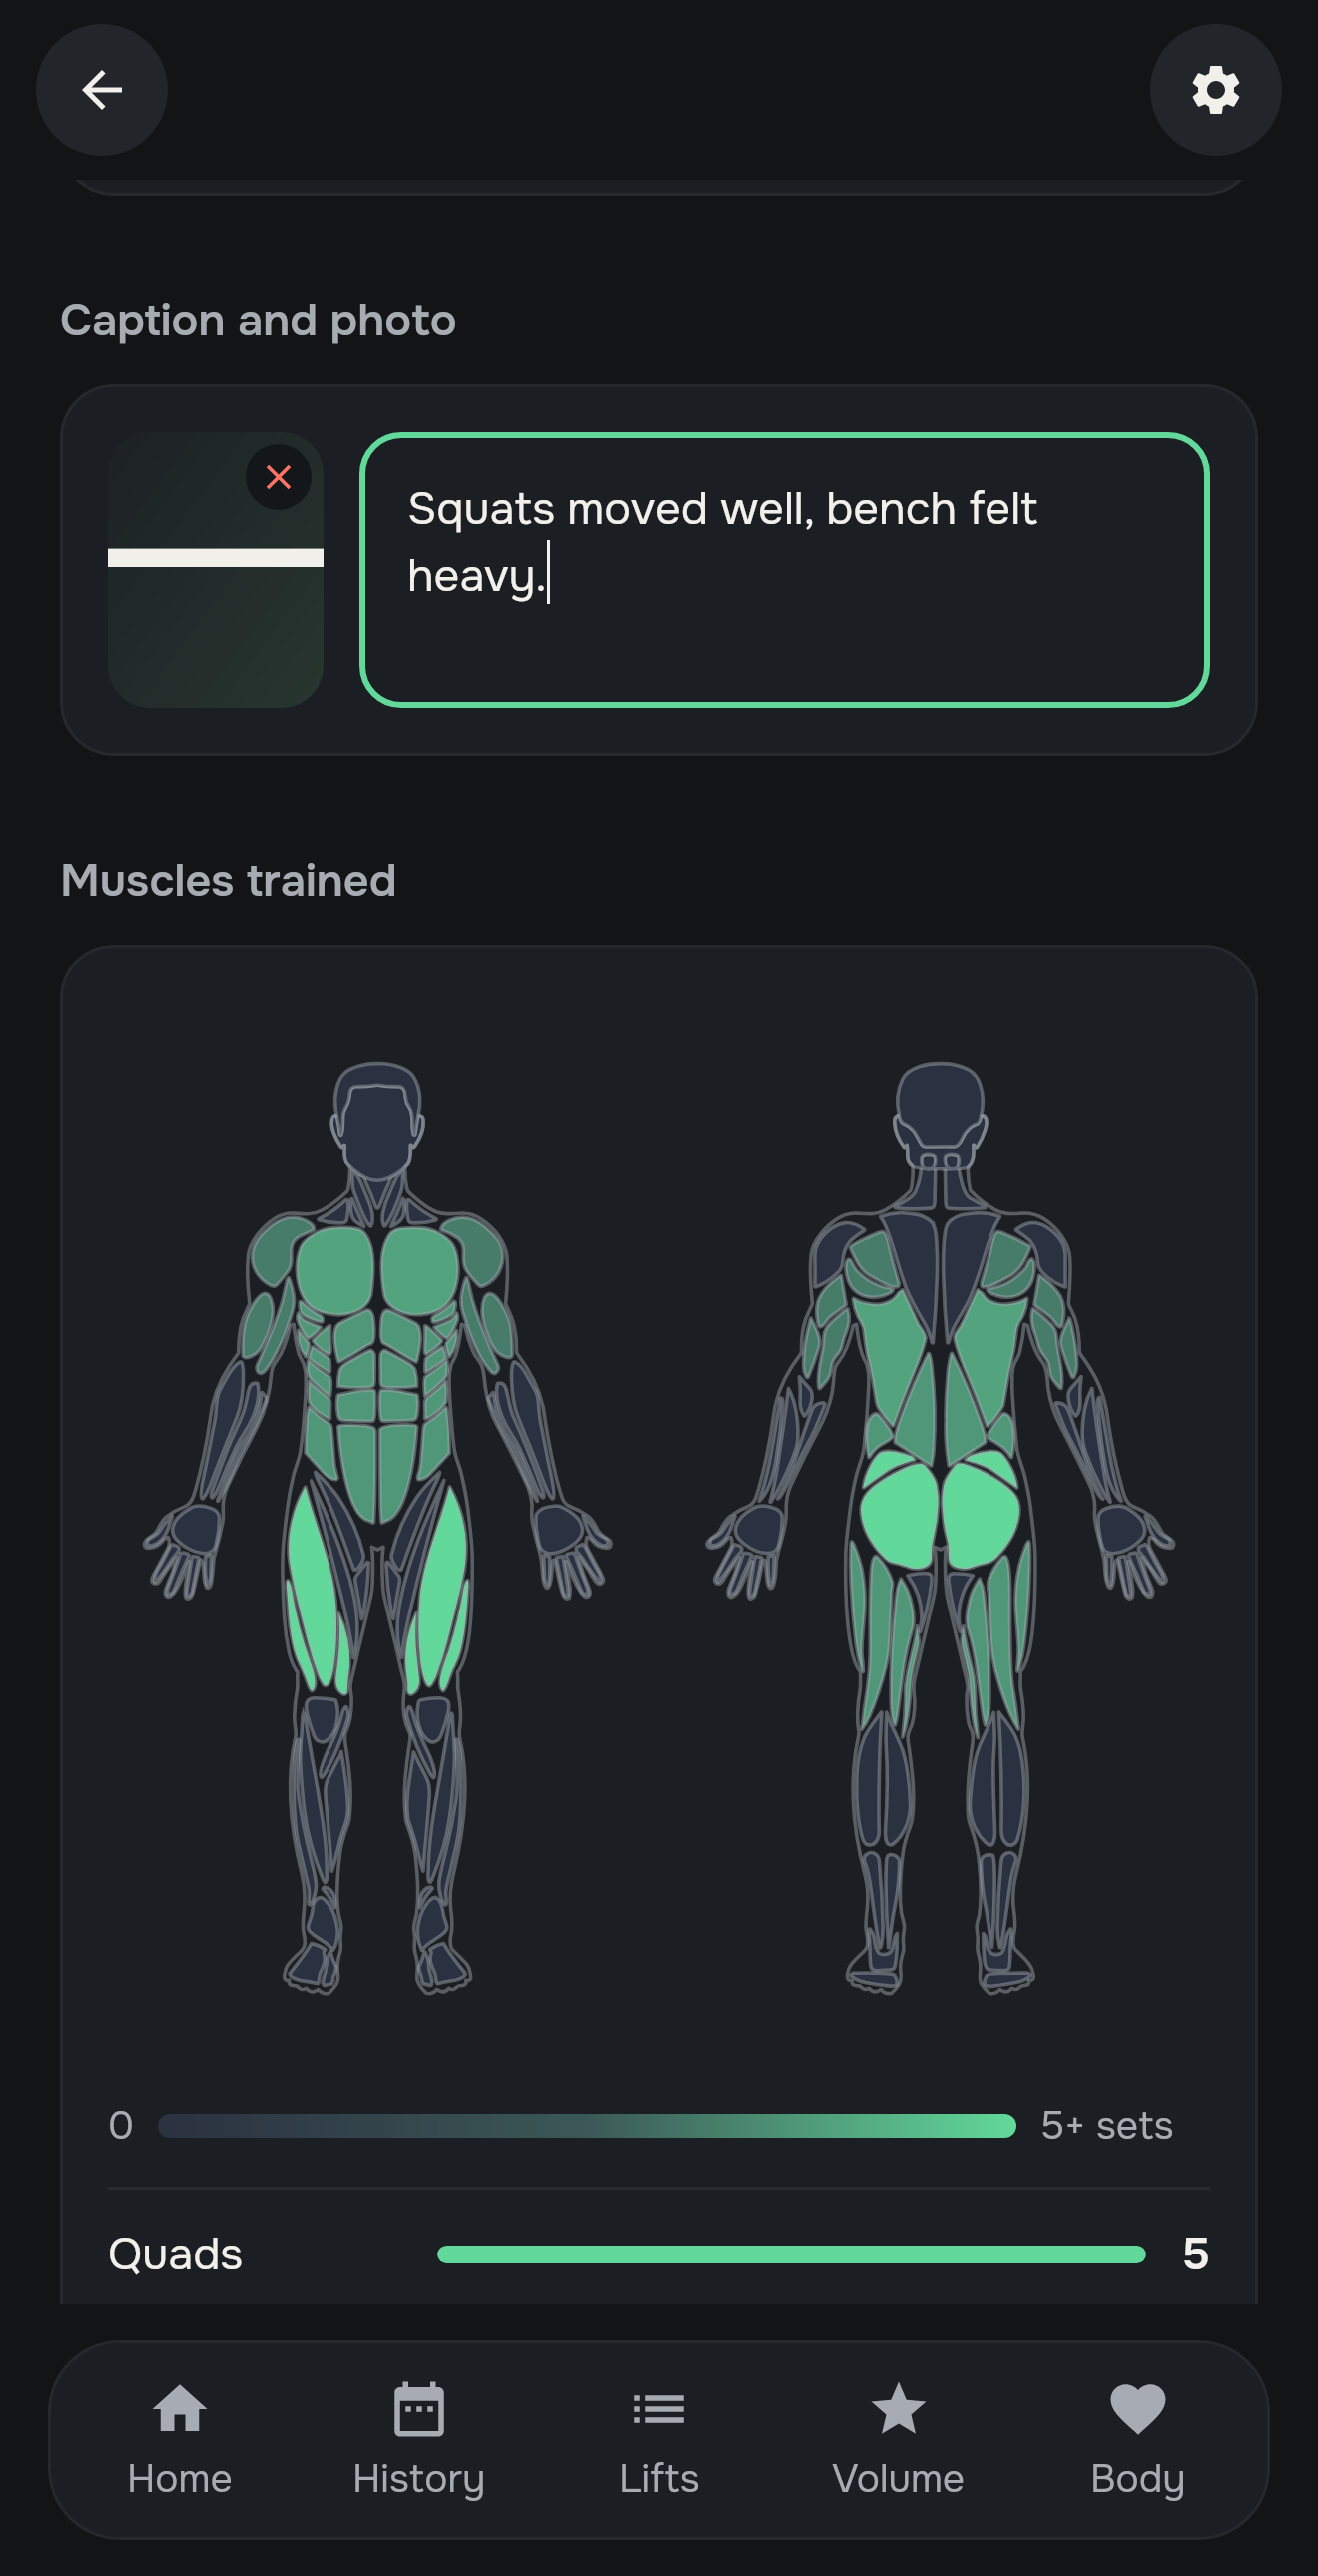 Caption and photo
Squats moved well, bench felt
heavy.
Muscles trained
0 5+ sets
Quads 5
Home History Lifts Volume Body